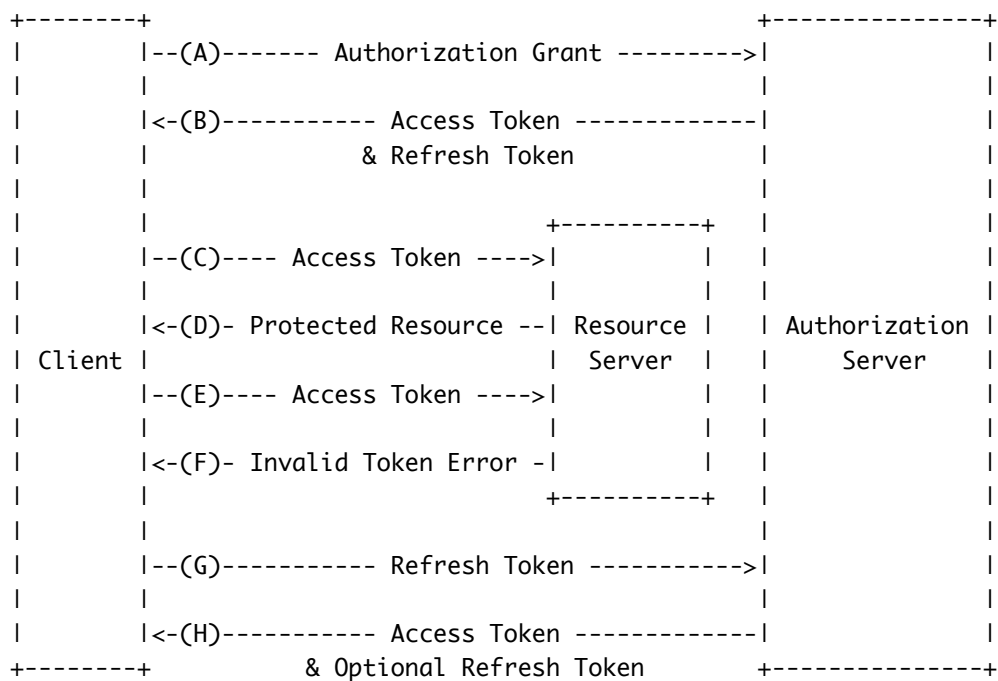 (A) Authorization Grant
(B) Access Token
& Refresh Token
(C) Access Token
(D) Protected Resource Resource Authorization
Client Server Server
(E) Access Token
(F) Invalid Token Error
(G) Refresh Token
(H) Access Token
& Optional Refresh Token